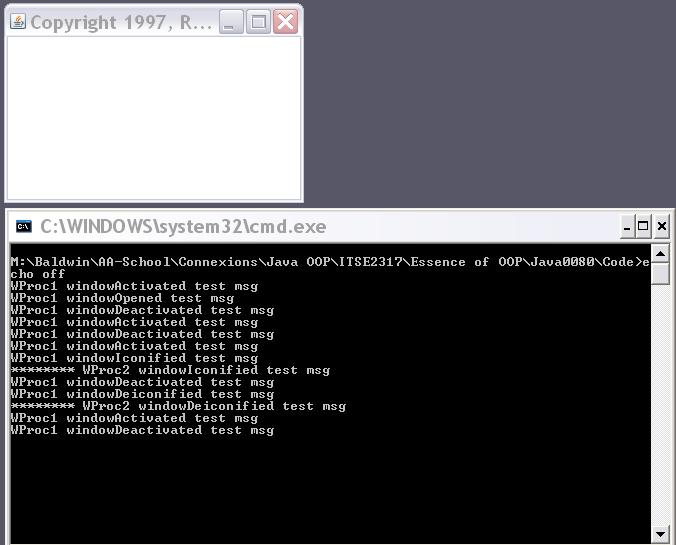 Copyright 1997, R...
C:\WINDOWS\system32\cmd.exe
M:\Baldwin\AA-School\Connexions\Java OOP\ITSE2317\Essence of OOP\Java0080\Code>e
cho off
WProc1 windowActivated test msg
WProc1 windowOpened test msg
WProc1 windowDeactivated test msg
WProc1 windowActivated test msg
WProc1 windowDeactivated test msg
WProc1 windowActivated test msg
WProc1 windowIconified test msg
******** WProc2 windowIconified test msg
WProc1 windowDeactivated test msg
WProc1 windowDeiconified test msg
******** WProc2 windowDeiconified test msg
WProc1 windowActivated test msg
WProc1 windowDeactivated test msg